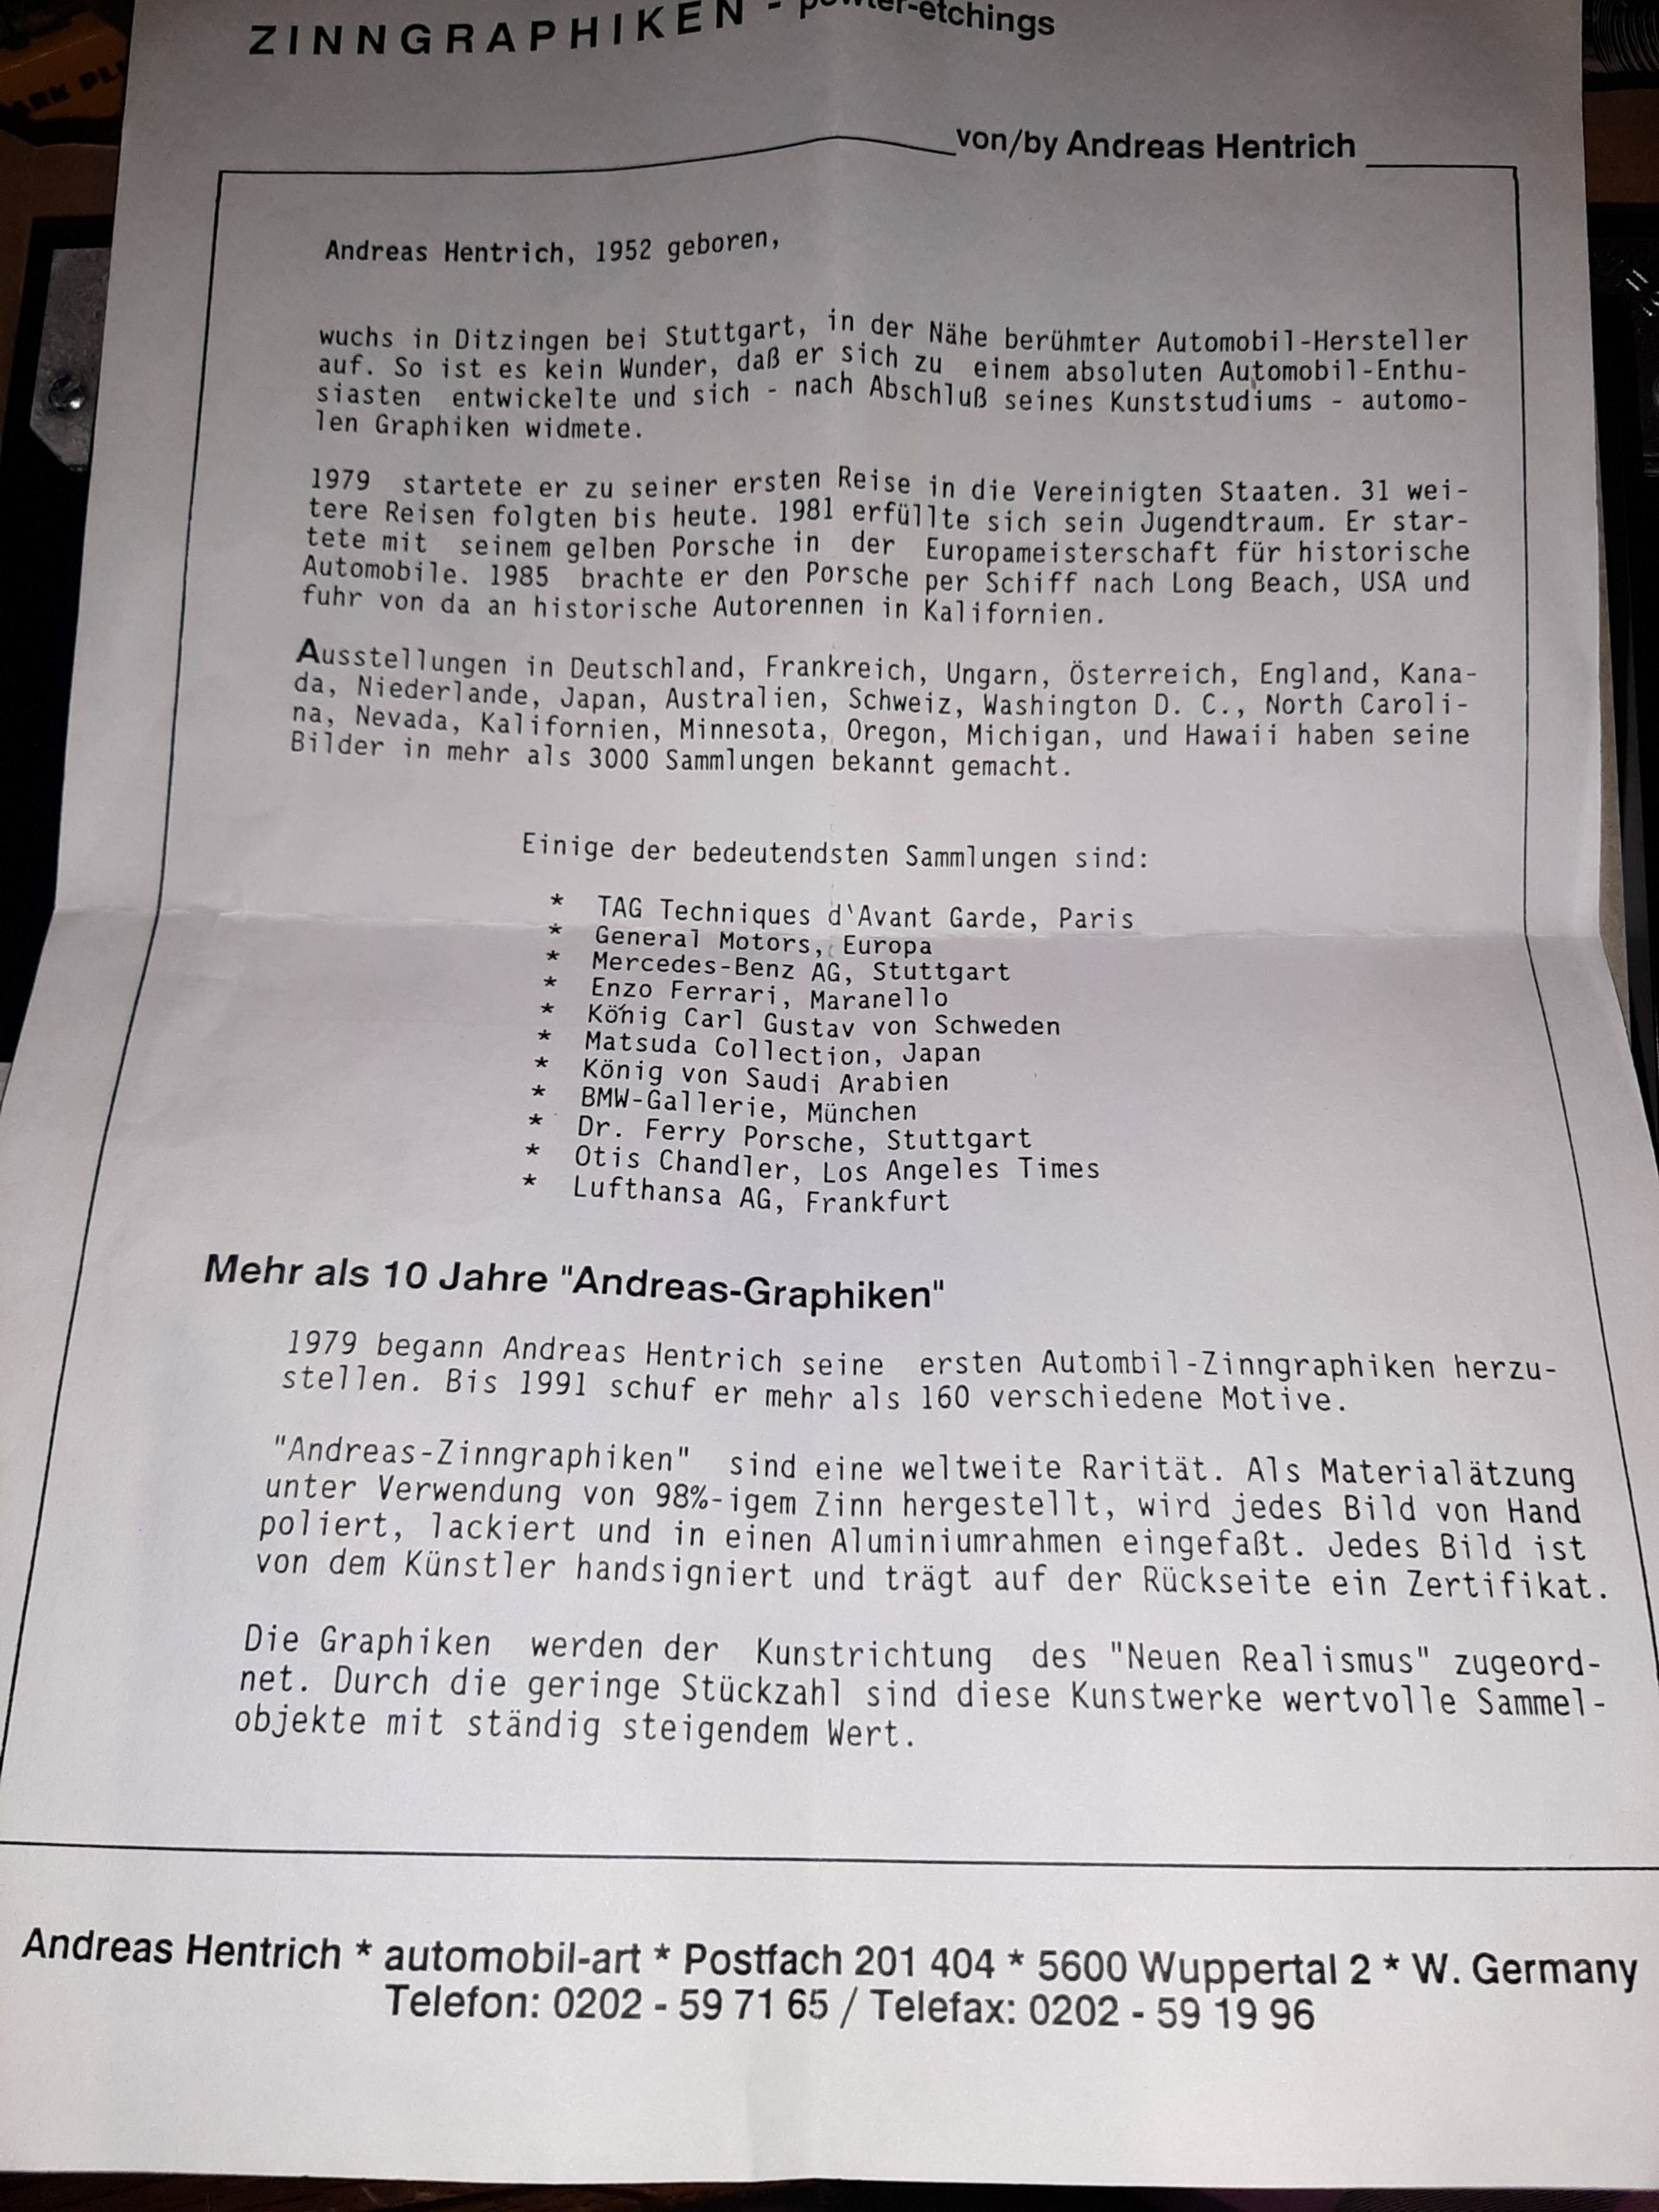 ZINNGRAPHIKEN - pewter-etchings
von/by Andreas Hentrich
Andreas Hentrich, 1952 geboren,
wuchs in Ditzingen bei Stuttgart, in der Nähe berühmter Automobil-Hersteller
auf. So ist es kein Wunder, daß er sich zu einem absoluten Automobil-Enthu-
siasten entwickelte und sich - nach Abschluß seines Kunststudiums - automo-
len Graphiken widmete.
1979 startete er zu seiner ersten Reise in die Vereinigten Staaten. 31 wei-
tere Reisen folgten bis heute. 1981 erfüllte sich sein Jugendtraum. Er star-
tete mit seinem gelben Porsche in der Europameisterschaft für historische
Automobile. 1985 brachte er den Porsche per Schiff nach Long Beach, USA und
fuhr von da an historische Autorennen in Kalifornien.
Ausstellungen in Deutschland, Frankreich, Ungarn, Österreich, England, Kana-
da, Niederlande, Japan, Australien, Schweiz, Washington D. C., North Caroli-
na, Nevada, Kalifornien, Minnesota, Oregon, Michigan, und Hawaii haben seine
Bilder in mehr als 3000 Sammlungen bekannt gemacht.
Einige der bedeutendsten Sammlungen sind:
* TAG Techniques d'Avant Garde, Paris
* General Motors, Europa
* Mercedes-Benz AG, Stuttgart
* Enzo Ferrari, Maranello
* König Carl Gustav von Schweden
* Matsuda Collection, Japan
* König von Saudi Arabien
* BMW-Gallerie, München
* Dr. Ferry Porsche, Stuttgart
* Otis Chandler, Los Angeles Times
* Lufthansa AG, Frankfurt
Mehr als 10 Jahre "Andreas-Graphiken"
1979 begann Andreas Hentrich seine ersten Autombil-Zinngraphiken herzu-
stellen. Bis 1991 schuf er mehr als 160 verschiedene Motive.
"Andreas-Zinngraphiken" sind eine weltweite Rarität. Als Materialätzung
unter Verwendung von 98%-igem Zinn hergestellt, wird jedes Bild von Hand
poliert, lackiert und in einen Aluminiumrahmen eingefaßt. Jedes Bild ist
von dem Künstler handsigniert und trägt auf der Rückseite ein Zertifikat.
Die Graphiken werden der Kunstrichtung des "Neuen Realismus" zugeord-
net. Durch die geringe Stückzahl sind diese Kunstwerke wertvolle Sammel-
objekte mit ständig steigendem Wert.
Andreas Hentrich * automobil-art * Postfach 201 404 * 5600 Wuppertal 2 * W. Germany
Telefon: 0202 - 59 71 65 / Telefax: 0202 - 59 19 96